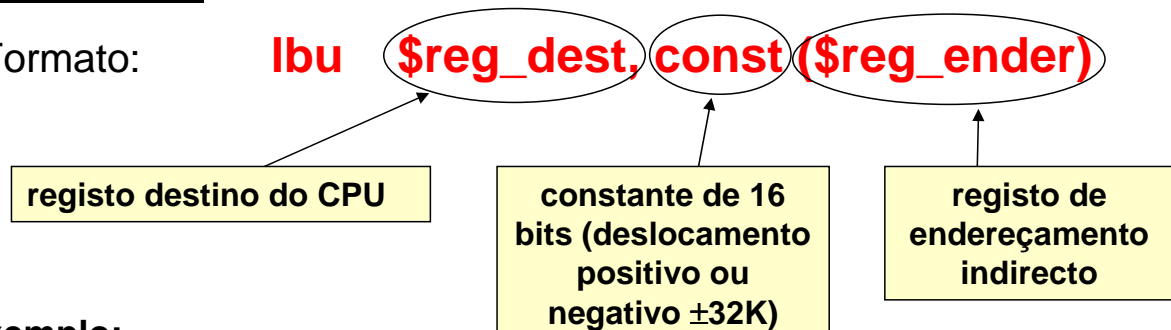 Formato: lbu $reg_dest, const ($reg_ender)
registo destino do CPU
constante de 16
bits (deslocamento
positivo ou
negativo ±32K)
registo de
endereçamento
indirecto